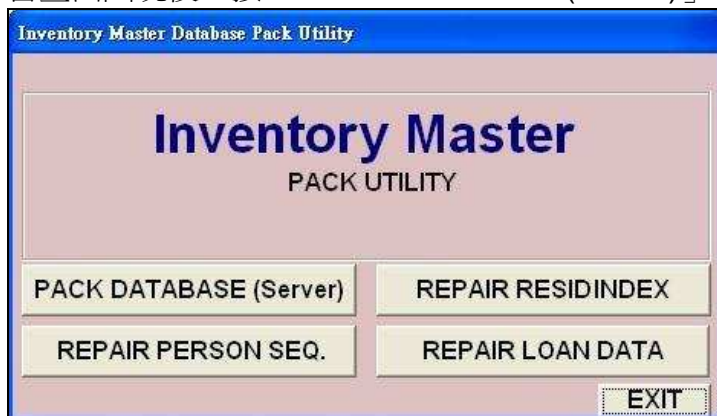 Inventory Master Database Pack Utility
Inventory Master
PACK UTILITY
PACK DATABASE (Server)
REPAIR RESIDINDEX
REPAIR PERSON SEQ.
REPAIR LOAN DATA
EXIT